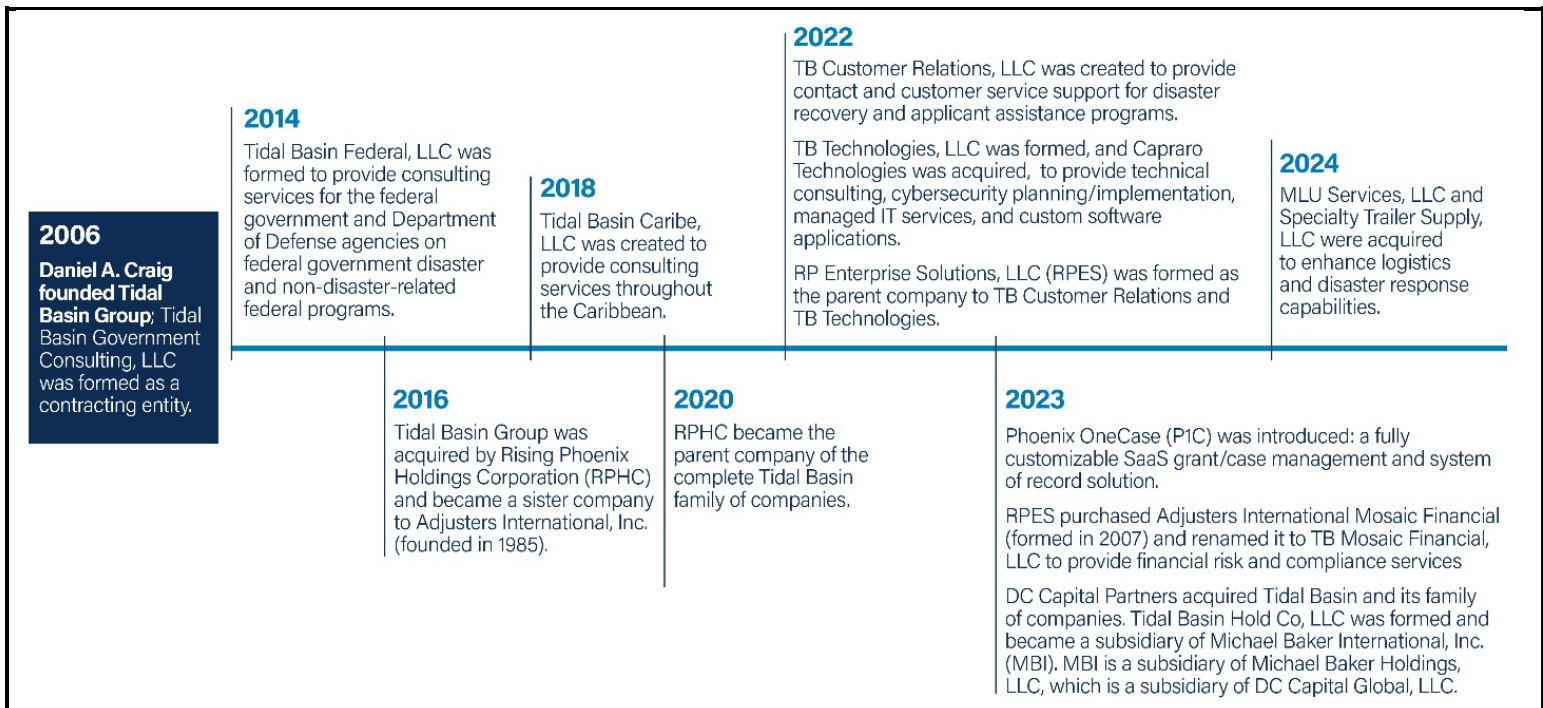 2006
Daniel A. Craig
founded Tidal
Basin Group; Tidal
Basin Government
Consulting, LLC
was formed as a
contracting entity.
2014
Tidal Basin Federal, LLC was
formed to provide consulting
services for the federal
government and Department
of Defense agencies on
federal government disaster
and non-disaster-related
federal programs.
2016
Tidal Basin Group was
acquired by Rising Phoenix
Holdings Corporation (RPHC)
and became a sister company
to Adjusters International, Inc.
(founded in 1985).
2018
Tidal Basin Caribe,
LLC was created to
provide consulting
services throughout
the Caribbean.
2020
RPHC became the
parent company of the
complete Tidal Basin
family of companies.
2022
TB Customer Relations, LLC was created to provide
contact and customer service support for disaster
recovery and applicant assistance programs.
TB Technologies, LLC was formed, and Capraro
Technologies was acquired, to provide technical
consulting, cybersecurity planning/implementation,
managed IT services, and custom software
applications.
RP Enterprise Solutions, LLC (RPES) was formed as
the parent company to TB Customer Relations and
TB Technologies.
2023
Phoenix OneCase (P1C) was introduced: a fully
customizable SaaS grant/case management and system
of record solution.
RPES purchased Adjusters International Mosaic Financial
(formed in 2007) and renamed it to TB Mosaic Financial,
LLC to provide financial risk and compliance services
DC Capital Partners acquired Tidal Basin and its family
of companies. Tidal Basin Hold Co, LLC was formed and
became a subsidiary of Michael Baker International, Inc.
(MBI). MBI is a subsidiary of Michael Baker Holdings,
LLC, which is a subsidiary of DC Capital Global, LLC.
2024
MLU Services, LLC and
Specialty Trailer Supply,
LLC were acquired
to enhance logistics
and disaster response
capabilities.